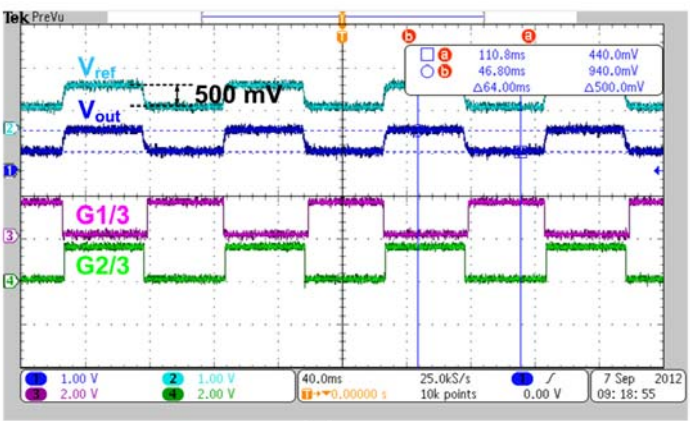 Tek PreVu
T
b
a
a 110.8ms 440.0mV
b 46.80ms 940.0mV
△64.00ms △500.0mV
Vref
500 mV
Vout
2
1
G1/3
3
G2/3
4
1 1.00 V 2 1.00 V 40.0ms 25.0kS/s 1 7 Sep 2012
3 2.00 V 4 2.00 V T→▼0.00000 s 10k points 0.00 V 09:18:55